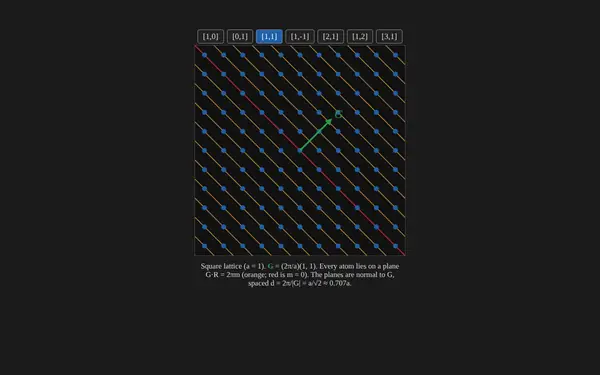 [1,0] [0,1] [1,1] [1,-1] [2,1] [1,2] [3,1]
G
Square lattice (a = 1). G = (2π/a)(1, 1). Every atom lies on a plane
G·R = 2πm (orange; red is m = 0). The planes are normal to G,
spaced d = 2π/|G| = a/√2 ≈ 0.707a.